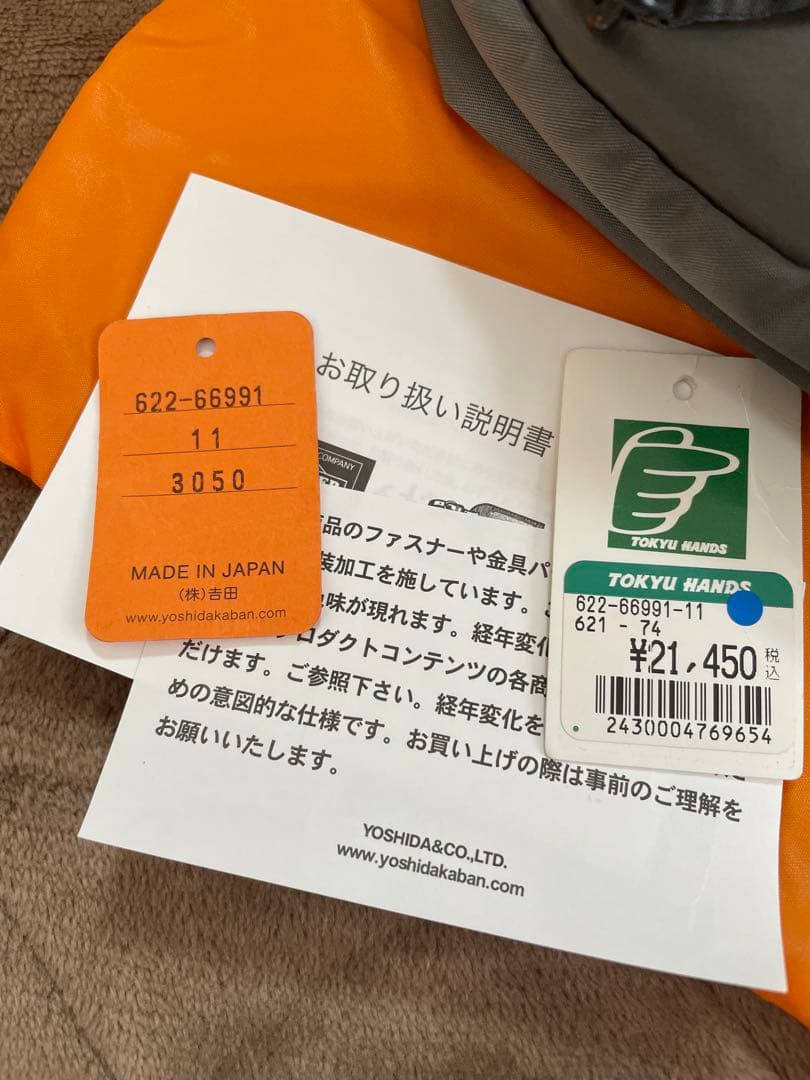 622-66991
11
3050
MADE IN JAPAN
(株)吉田
www.yoshidakaban.com
お取り扱い説明書
COMPANY
品のファスナーや金具パ
装加工を施しています。
味が現れます。経年変化
ロダクトコンテンツの各商
だけます。ご参照下さい。経年変化を
めの意図的な仕様です。お買い上げの際は事前のご理解を
お願いいたします。
YOSHIDA&CO.,LTD.
www.yoshidakaban.com
TOKYU HANDS
TOKYU HANDS
622-66991-11
621 - 74
¥21,450 税込
2430004769654